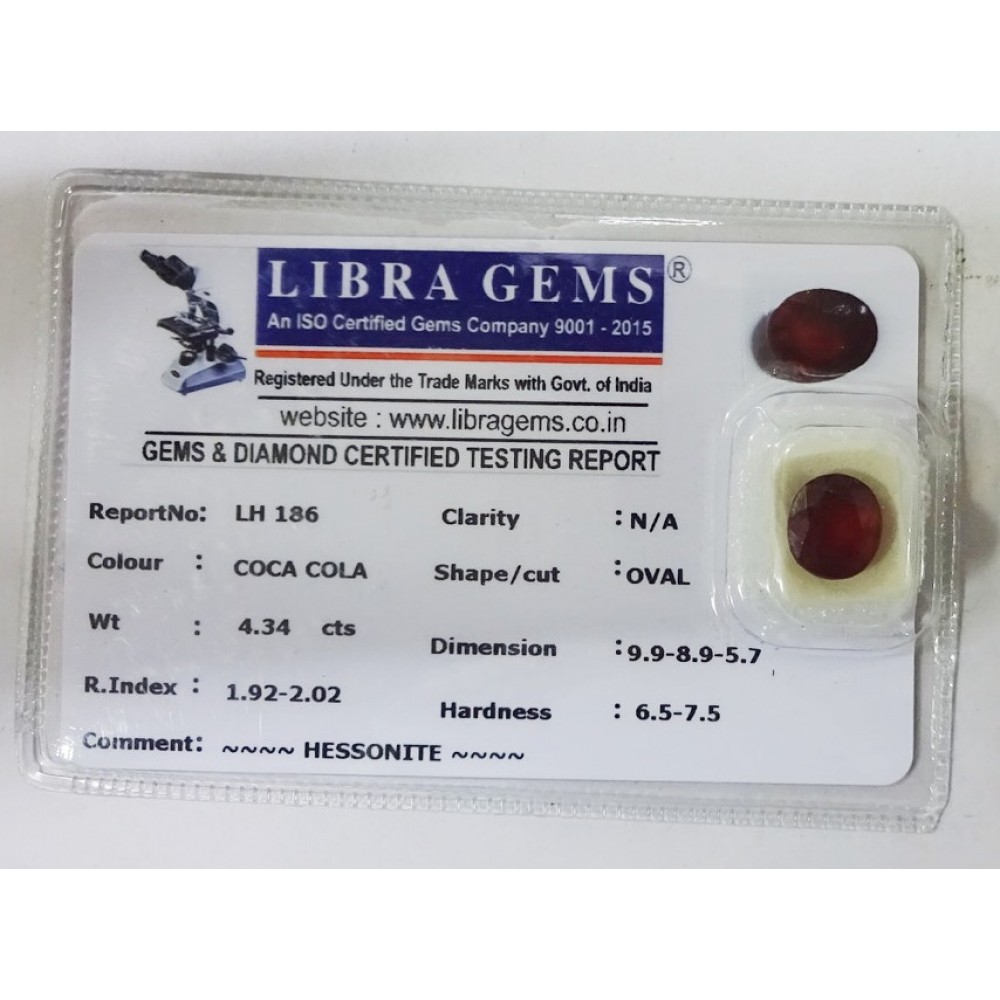 LIBRA GEMS ®
An ISO Certified Gems Company 9001 - 2015
Registered Under the Trade Marks with Govt. of India
website : www.libragems.co.in
GEMS & DIAMOND CERTIFIED TESTING REPORT
ReportNo: LH 186 Clarity : N/A
Colour : COCA COLA Shape/cut : OVAL
Wt : 4.34 cts Dimension : 9.9-8.9-5.7
R.Index : 1.92-2.02 Hardness : 6.5-7.5
Comment: ~~~~ HESSONITE ~~~~